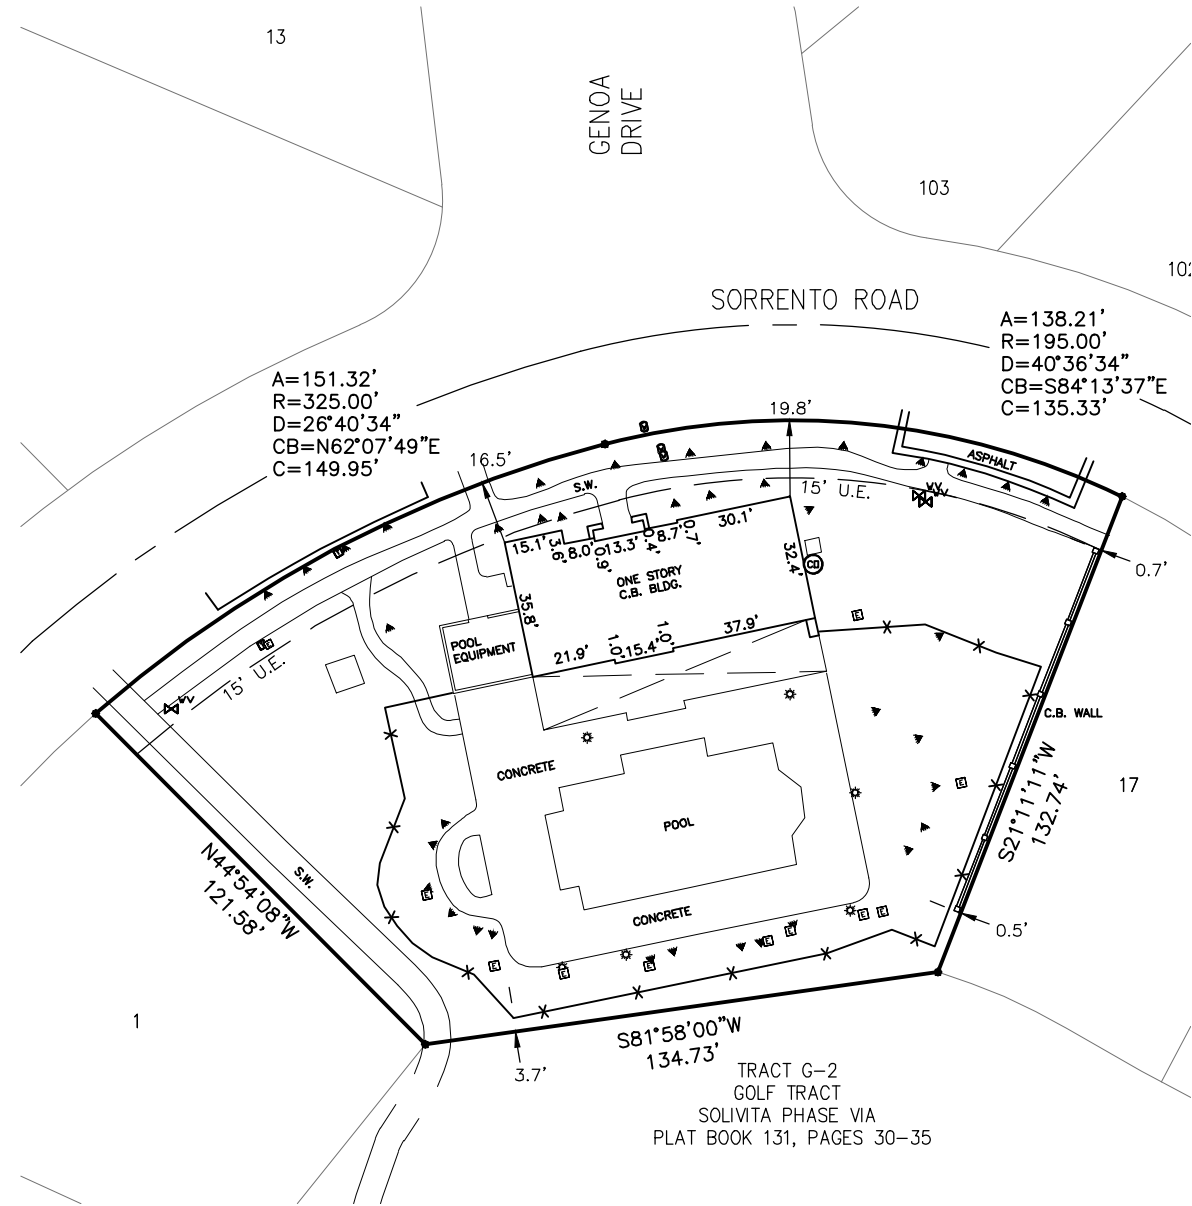 13
GENOA
DRIVE
103
102
SORRENTO ROAD
A=138.21'
R=195.00'
D=40°36'34"
CB=S84°13'37"E
C=135.33'
A=151.32'
R=325.00'
D=26°40'34"
CB=N62°07'49"E
C=149.95'
19.8'
16.5'
ASPHALT
S.W.
15' U.E.
W
W
30.1'
0.7'
8.7'
0.4'
13.3'
0.9'
8.0'
3.6'
15.1'
32.4'
CO
ONE STORY
C.B. BLDG.
0.7'
35.8'
E
37.9'
1.0'
15.4'
1.0'
21.9'
POOL
EQUIPMENT
15' U.E.
E
W
C.B. WALL
S21°11'11"W
132.74'
17
CONCRETE
POOL
E
S.W.
N44°54'08"W
121.58'
E
CONCRETE
E
E
E
E
E
E
E
0.5'
1
S81°58'00"W
134.73'
3.7'
TRACT G-2
GOLF TRACT
SOLIVITA PHASE VIA
PLAT BOOK 131, PAGES 30-35